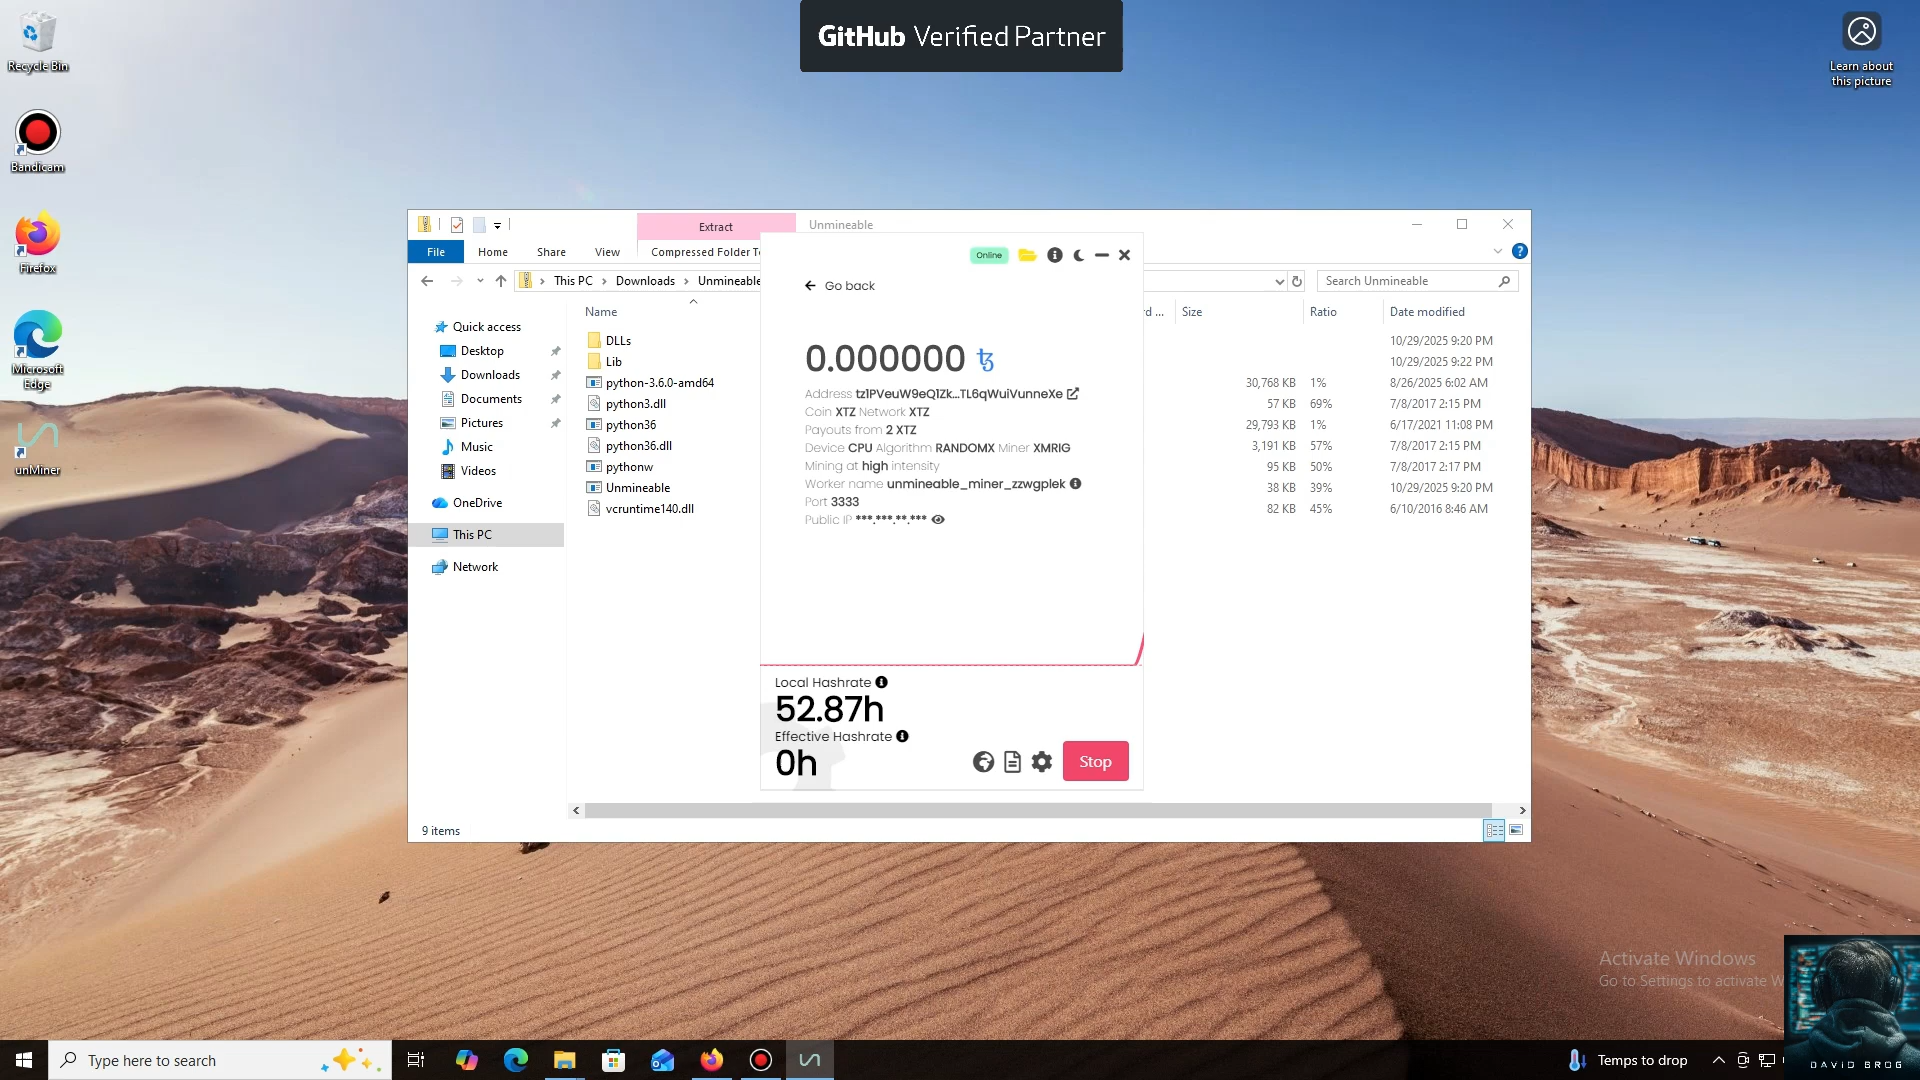 GitHub Verified Partner
Recycle Bin
Learn about
this picture
Bandicam
Firefox
Microsoft
Edge
unMiner
Extract
Unmineable
File
Home
Share
View
Compressed Folder T
Online
This PC
Downloads
Unmineable
Search Unmineable
Go back
Name
Size
Ratio
Date modified
Quick access
Desktop
Downloads
Documents
Pictures
Music
Videos
OneDrive
This PC
Network
DLLs 10/29/2025 9:20 PM
Lib 10/29/2025 9:22 PM
python-3.6.0-amd64 30,768 KB 1% 8/26/2025 6:02 AM
python3.dll 57 KB 69% 7/8/2017 2:15 PM
python36 29,793 KB 1% 6/17/2021 11:08 PM
python36.dll 3,191 KB 57% 7/8/2017 2:15 PM
pythonw 95 KB 50% 7/8/2017 2:17 PM
Unmineable 38 KB 39% 10/29/2025 9:20 PM
vcruntime140.dll 82 KB 45% 6/10/2016 8:46 AM
0.000000
Address tz1PVeuW9eQ1Zk...TL6qWuiVunneXe
Coin XTZ Network XTZ
Payouts from 2 XTZ
Device CPU Algorithm RANDOMX Miner XMRIG
Mining at high intensity
Worker name unmineable_miner_zzwgplek
Port 3333
Public IP ***.***.**.***
Local Hashrate
52.87h
Effective Hashrate
0h
Stop
9 items
Activate Windows
Go to Settings to activate W
DAVID BROG
Type here to search
Temps to drop